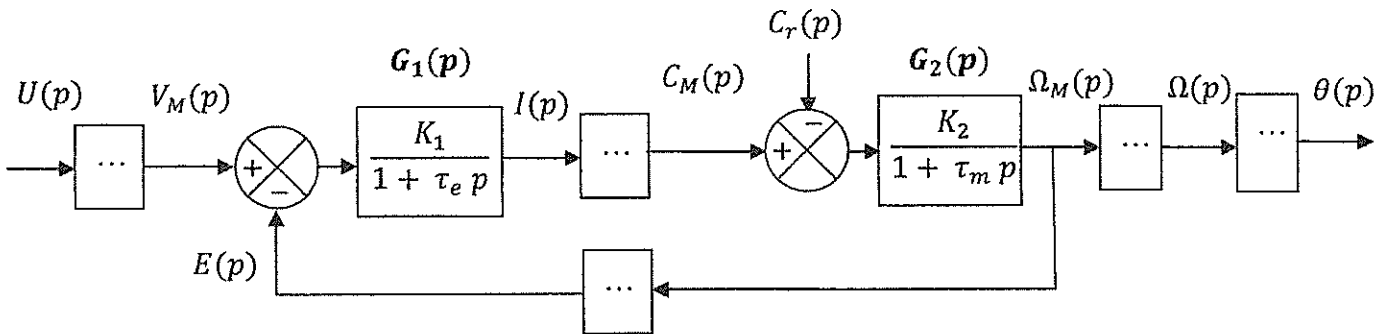 C_r(p)
G_1(p)
G_2(p)
U(p)
V_M(p)
I(p)
C_M(p)
Ω_M(p)
Ω(p)
θ(p)
...
+
−
K_1
1 + τ_e p
...
+
−
K_2
1 + τ_m p
...
...
E(p)
...